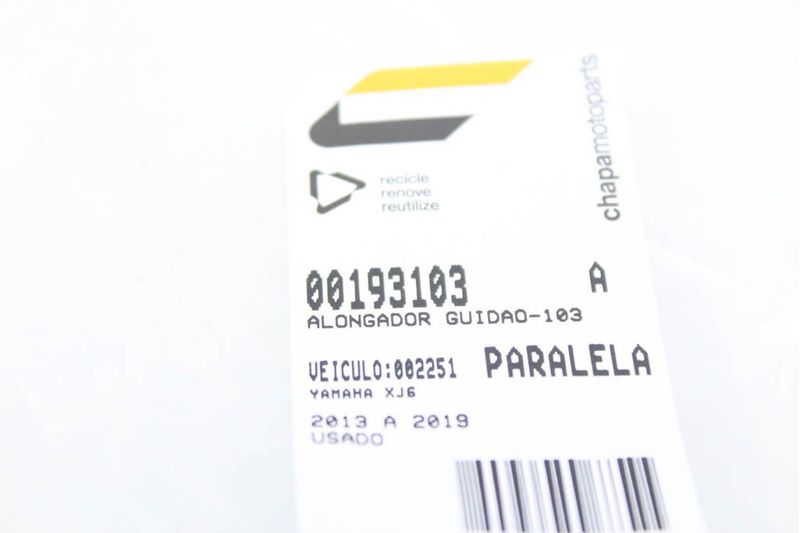 chapamotoparts
recicle
renove
reutilize
00193103 A
ALONGADOR GUIDAO-103
VEICULO:002251 PARALELA
YAMAHA XJ6
2013 A 2019
USADO